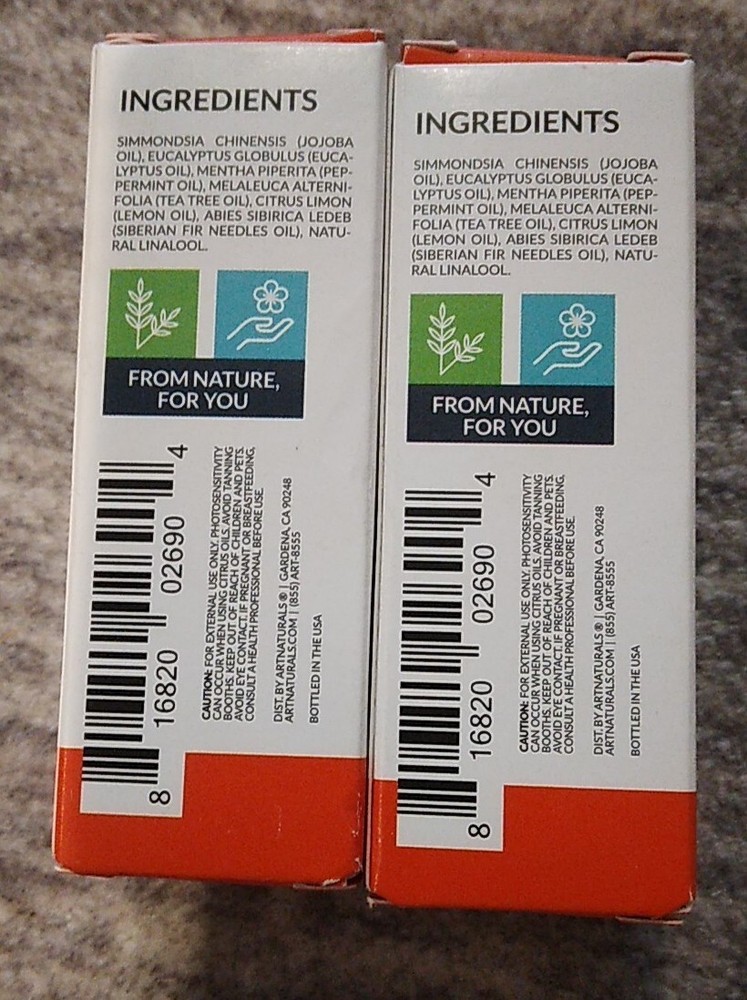 INGREDIENTS
SIMMONDSIA CHINENSIS (JOJOBA
OIL), EUCALYPTUS GLOBULUS (EUCA-
LYPTUS OIL), MENTHA PIPERITA (PEP-
PERMINT OIL), MELALEUCA ALTERNI-
FOLIA (TEA TREE OIL), CITRUS LIMON
(LEMON OIL), ABIES SIBIRICA LEDEB
(SIBERIAN FIR NEEDLES OIL), NATU-
RAL LINALOOL.
FROM NATURE,
FOR YOU
8 16820 02690 4
CAUTION: FOR EXTERNAL USE ONLY. PHOTOSENSITIVITY
CAN OCCUR WHEN USING CITRUS OILS. AVOID TANNING
BOOTHS. KEEP OUT OF REACH OF CHILDREN AND PETS.
AVOID EYE CONTACT. IF PREGNANT OR BREASTFEEDING,
CONSULT A HEALTH PROFESSIONAL BEFORE USE.
DIST. BY ARTNATURALS® | GARDENA, CA 90248
ARTNATURALS.COM | (855) ART-8555
BOTTLED IN THE USA
INGREDIENTS
SIMMONDSIA CHINENSIS (JOJOBA
OIL), EUCALYPTUS GLOBULUS (EUCA-
LYPTUS OIL), MENTHA PIPERITA (PEP-
PERMINT OIL), MELALEUCA ALTERNI-
FOLIA (TEA TREE OIL), CITRUS LIMON
(LEMON OIL), ABIES SIBIRICA LEDEB
(SIBERIAN FIR NEEDLES OIL), NATU-
RAL LINALOOL.
FROM NATURE,
FOR YOU
8 16820 02690 4
CAUTION: FOR EXTERNAL USE ONLY. PHOTOSENSITIVITY
CAN OCCUR WHEN USING CITRUS OILS. AVOID TANNING
BOOTHS. KEEP OUT OF REACH OF CHILDREN AND PETS.
AVOID EYE CONTACT. IF PREGNANT OR BREASTFEEDING,
CONSULT A HEALTH PROFESSIONAL BEFORE USE.
DIST. BY ARTNATURALS® | GARDENA, CA 90248
ARTNATURALS.COM | (855) ART-8555
BOTTLED IN THE USA